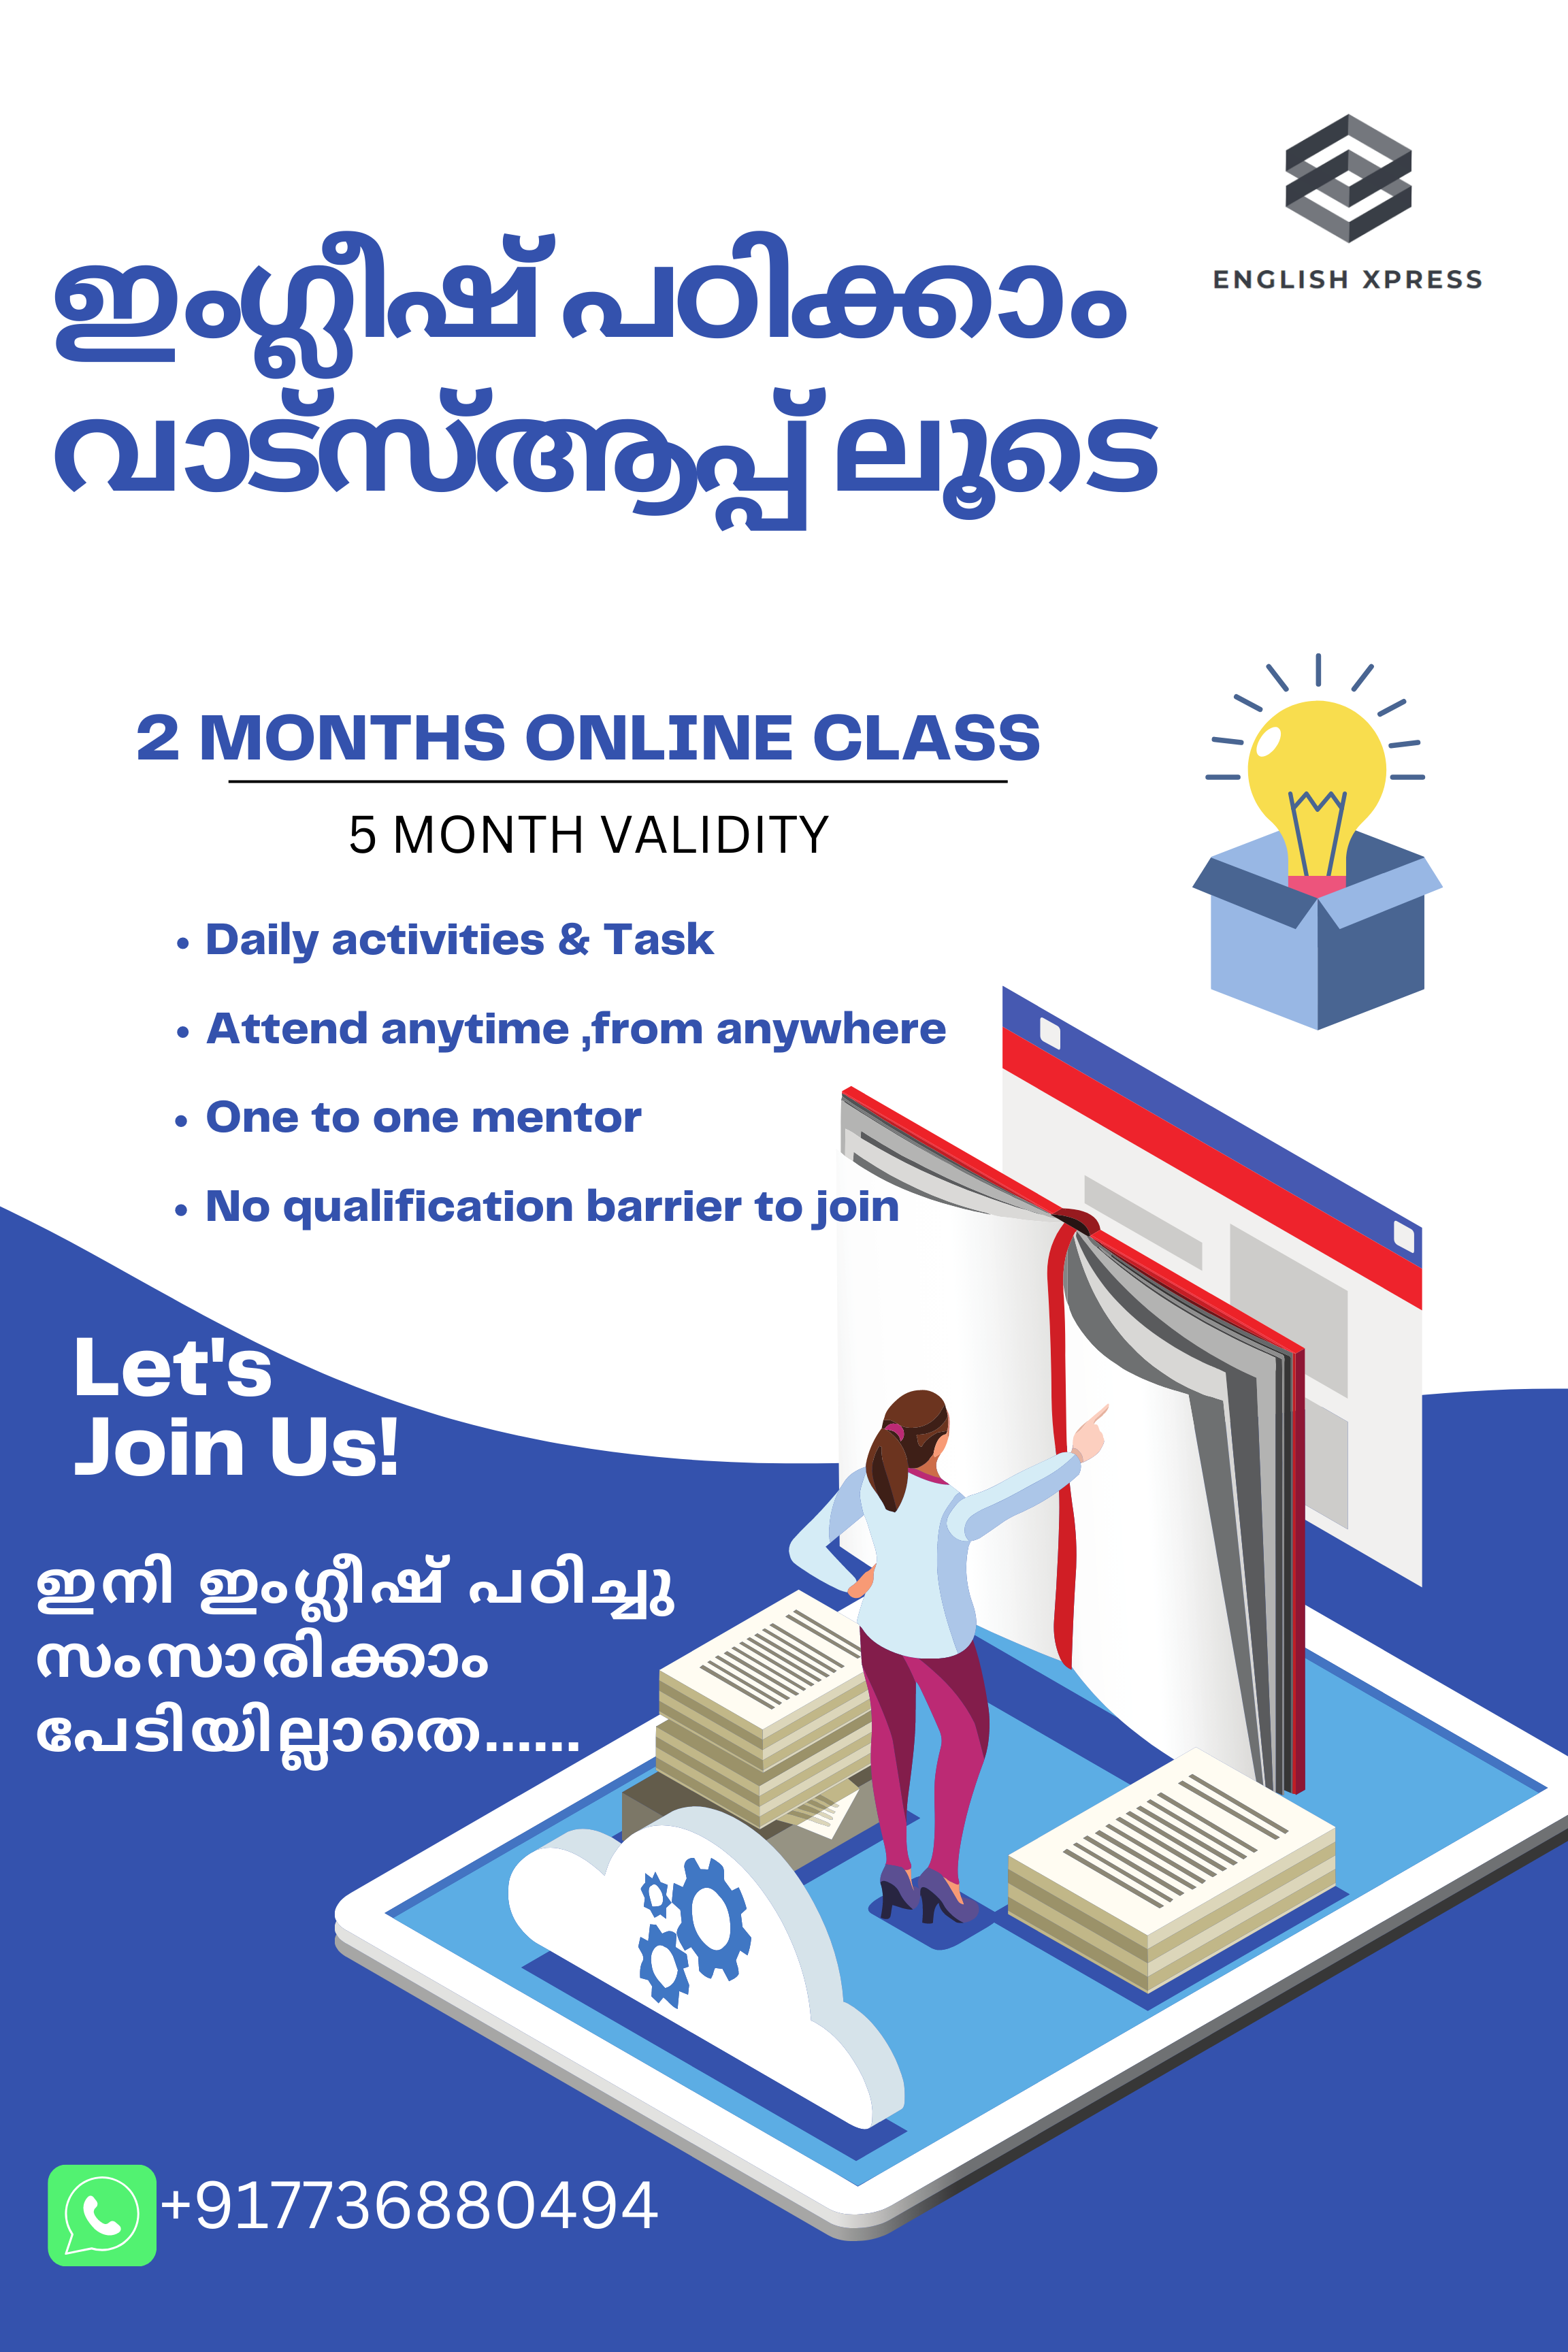 ENGLISH XPRESS
ഇംഗ്ലീഷ് പഠിക്കാം
വാട്സ്ആപ്പ് ലൂടെ
2 MONTHS ONLINE CLASS
5 MONTH VALIDITY
• Daily activities & Task
• Attend anytime ,from anywhere
• One to one mentor
• No qualification barrier to join
Let's
Join Us!
ഇനി ഇംഗ്ലീഷ് പഠിച്ചു
സംസാരിക്കാം
പേടിയില്ലാതെ......
+917736880494